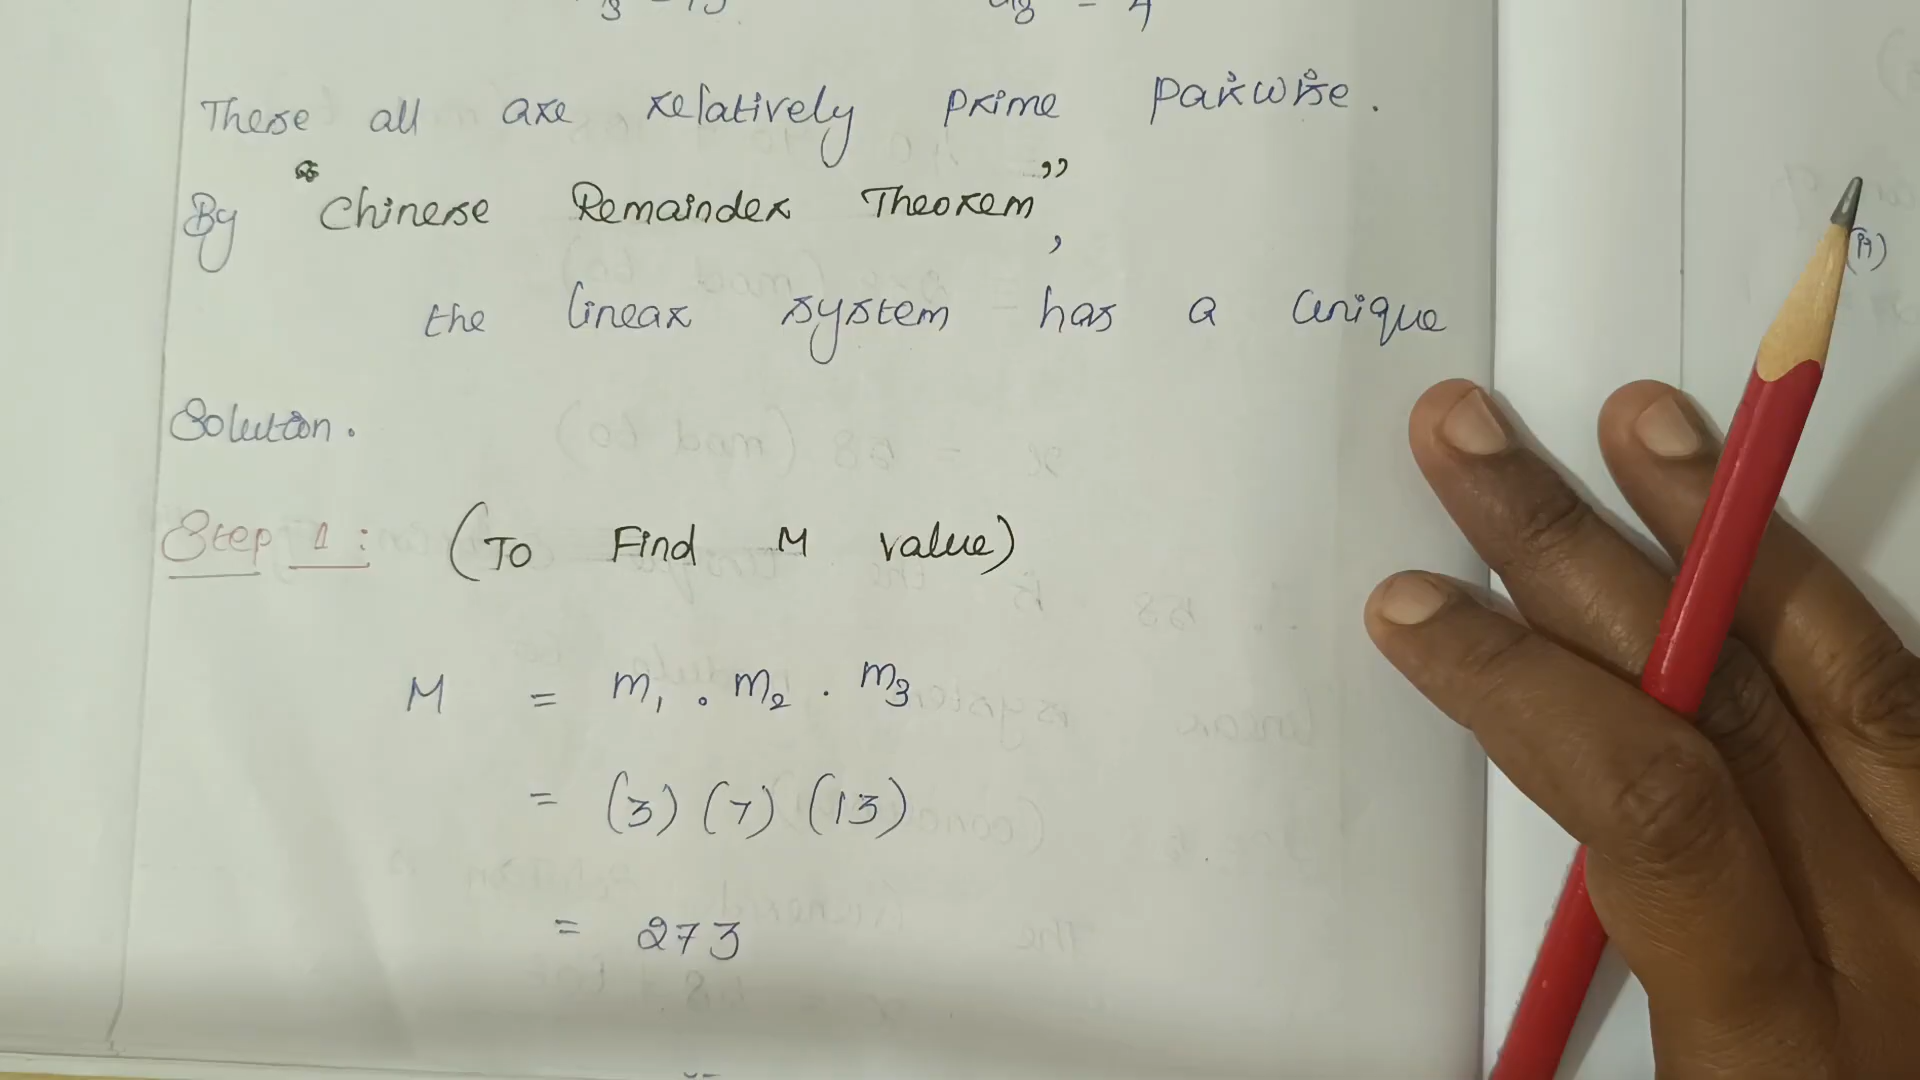 These all are relatively prime pairwise.
By "Chinese Remainder Theorem",
the linear system has a unique
Solution.
Step 1: (To Find M value)
M = m₁ . m₂ . m₃
= (3) (7) (13)
= 273